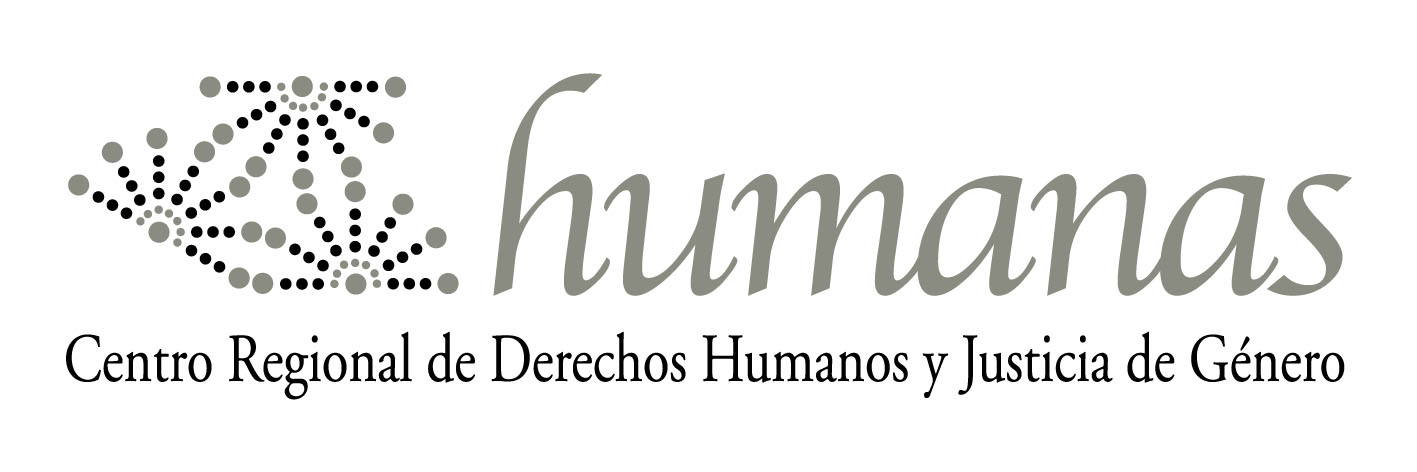 humanas
Centro Regional de Derechos Humanos y Justicia de Género